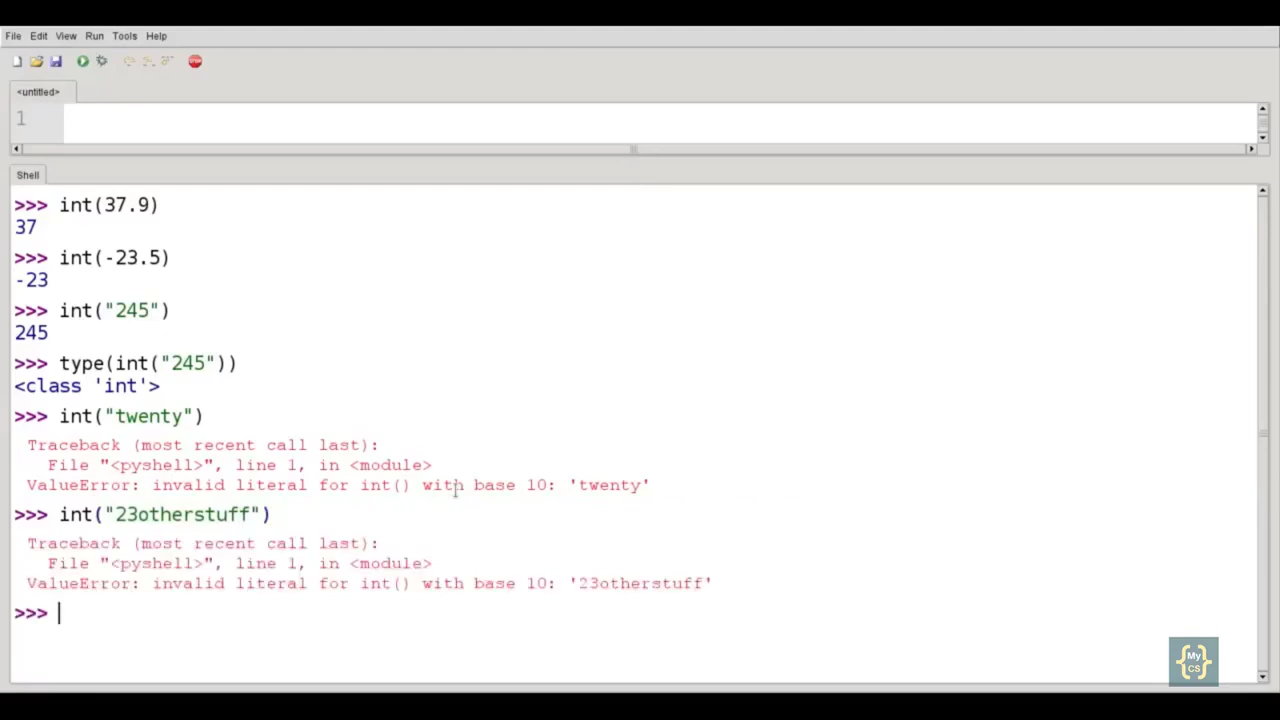 File Edit View Run Tools Help
STOP
<untitled>
1
Shell
>>> int(37.9)
37
>>> int(-23.5)
-23
>>> int("245")
245
>>> type(int("245"))
<class 'int'>
>>> int("twenty")
Traceback (most recent call last):
File "<pyshell>", line 1, in <module>
ValueError: invalid literal for int() with base 10: 'twenty'
>>> int("23otherstuff")
Traceback (most recent call last):
File "<pyshell>", line 1, in <module>
ValueError: invalid literal for int() with base 10: '23otherstuff'
>>>
{My}
CS